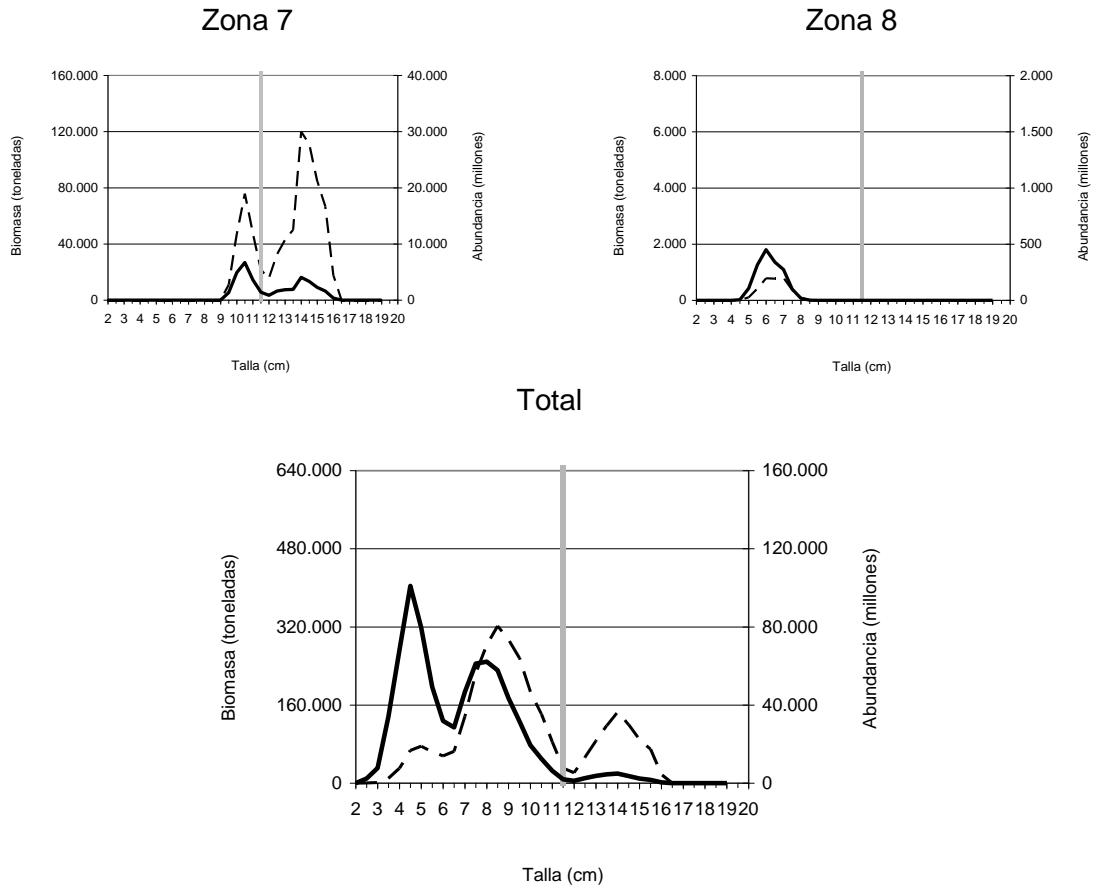 Zona 7
Zona 8
160.000
120.000
80.000
40.000
0
Biomasa (toneladas)
40.000
30.000
20.000
10.000
0
Abundancia (millones)
2 3 4 5 6 7 8 9 10 11 12 13 14 15 16 17 18 19 20
Talla (cm)
8.000
6.000
4.000
2.000
0
Biomasa (toneladas)
2.000
1.500
1.000
500
0
Abundancia (millones)
2 3 4 5 6 7 8 9 10 11 12 13 14 15 16 17 18 19 20
Talla (cm)
Total
640.000
480.000
320.000
160.000
0
Biomasa (toneladas)
160.000
120.000
80.000
40.000
0
Abundancia (millones)
2 3 4 5 6 7 8 9 10 11 12 13 14 15 16 17 18 19 20
Talla (cm)